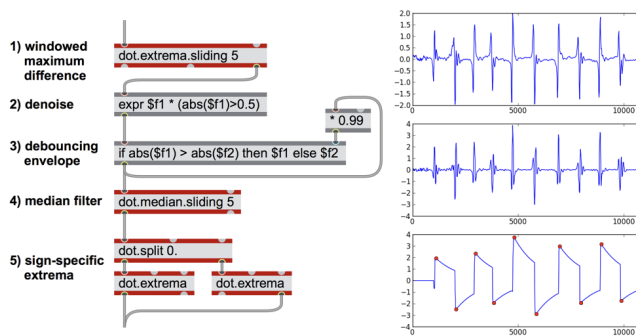 1) windowed
maximum
difference
dot.extrema.sliding 5
2) denoise
expr $f1 * (abs($f1)>0.5)
* 0.99
3) debouncing
envelope
if abs($f1) > abs($f2) then $f1 else $f2
4) median filter
dot.median.sliding 5
dot.split 0.
5) sign-specific
extrema
dot.extrema
dot.extrema
2.0
1.5
1.0
0.5
0.0
−0.5
−1.0
−1.5
−2.0
0
5000
10000
4
3
2
1
0
−1
−2
−3
−4
0
5000
10000
4
3
2
1
0
−1
−2
−3
−4
0
5000
10000